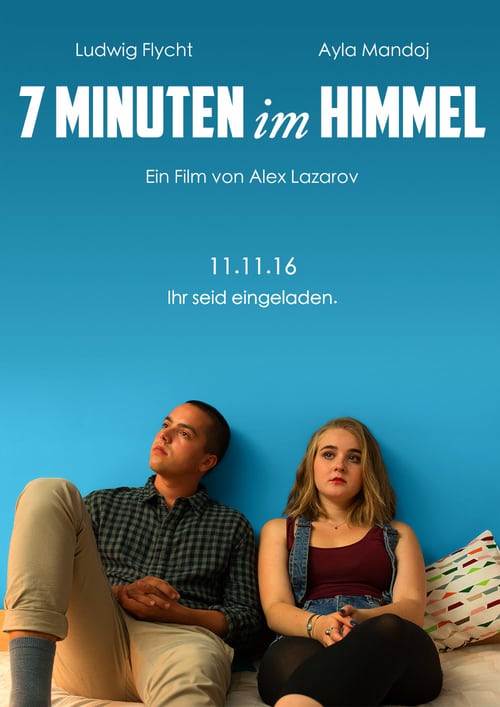 Ludwig Flycht Ayla Mandoj
7 MINUTEN im HIMMEL
Ein Film von Alex Lazarov
11.11.16
Ihr seid eingeladen.